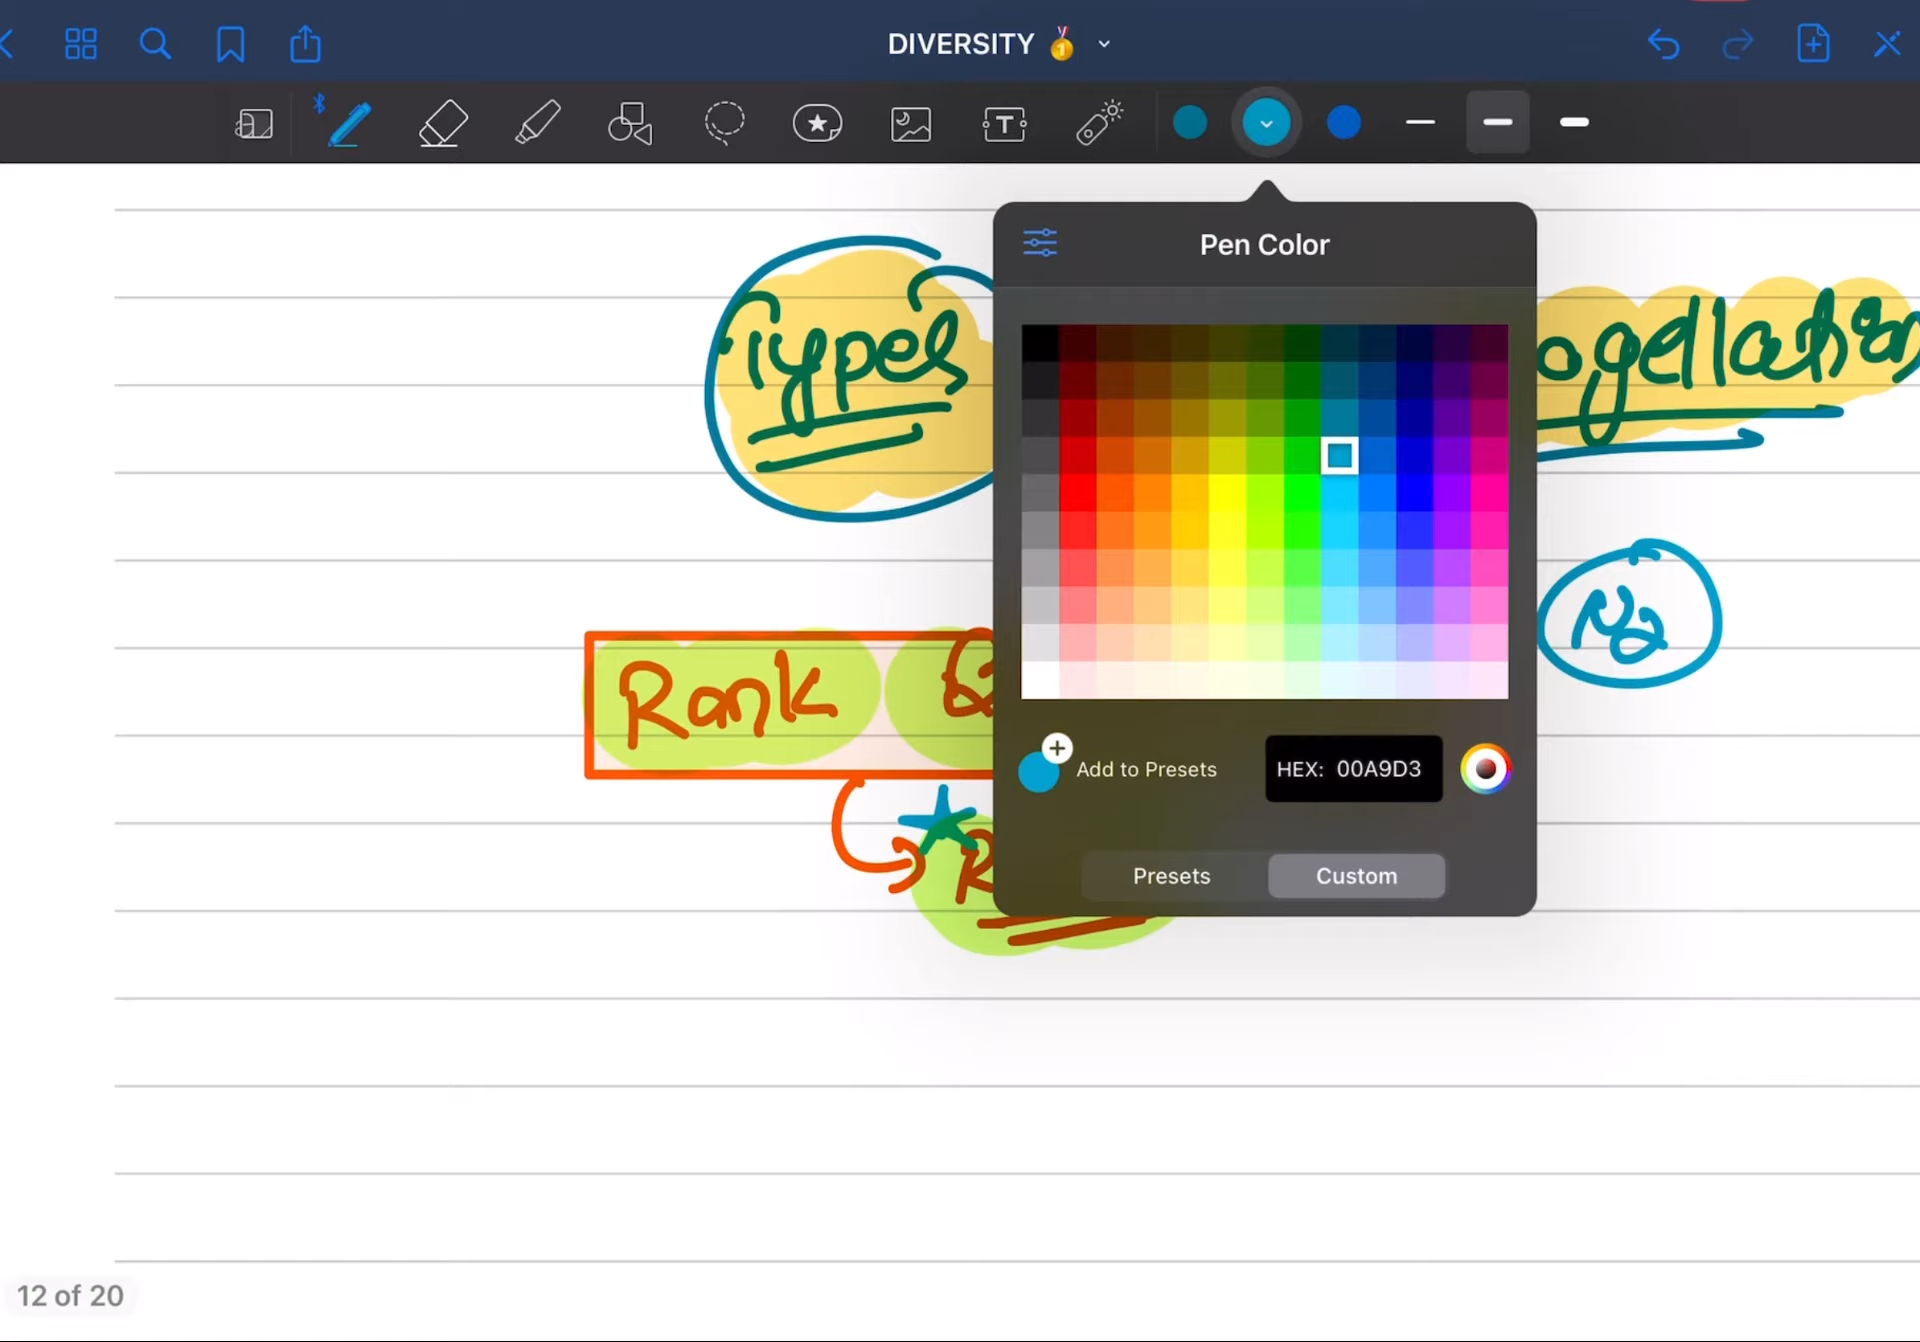 DIVERSITY
Pen Color
Types
Rank &
Add to Presets HEX: 00A9D3
Presets Custom
12 of 20